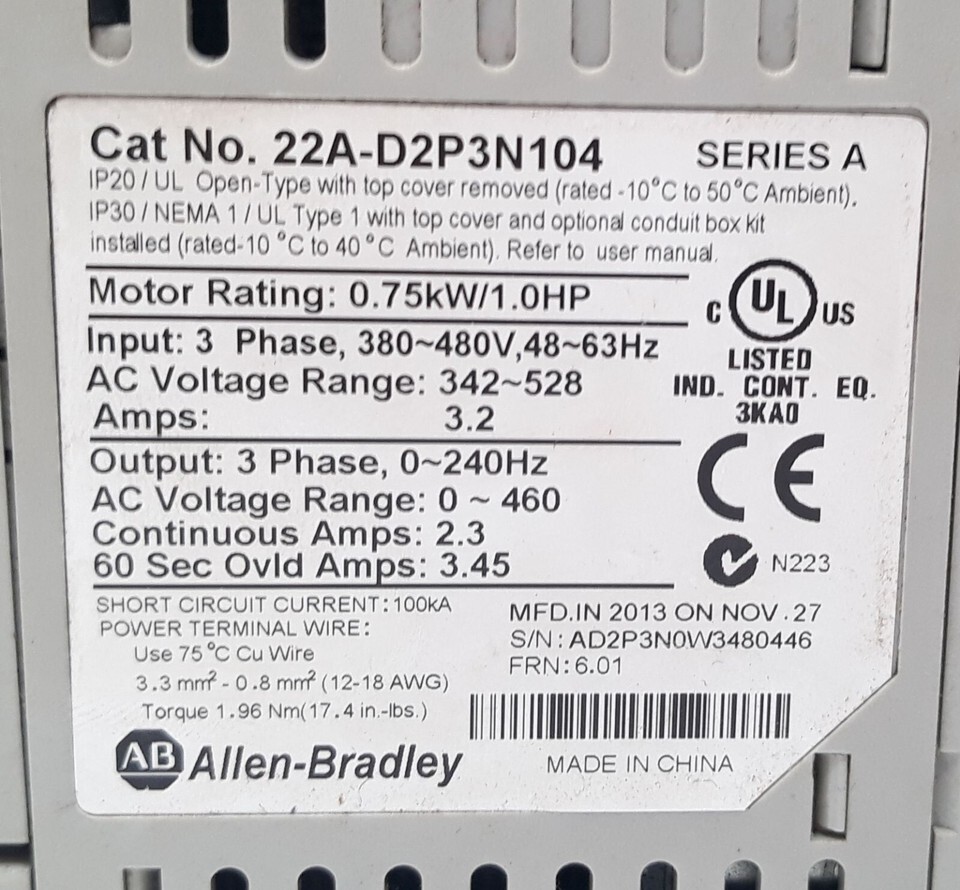 Cat No. 22A-D2P3N104 SERIES A
IP20 / UL Open-Type with top cover removed (rated -10°C to 50°C Ambient).
IP30 / NEMA 1 / UL Type 1 with top cover and optional conduit box kit
installed (rated-10 °C to 40 °C Ambient). Refer to user manual.
Motor Rating: 0.75kW/1.0HP
Input: 3 Phase, 380~480V,48~63Hz
AC Voltage Range: 342~528
Amps: 3.2
C UL US
LISTED
IND. CONT. EQ.
3KA0
Output: 3 Phase, 0~240Hz
AC Voltage Range: 0 ~ 460
Continuous Amps: 2.3
60 Sec Ovld Amps: 3.45
CE
N223
SHORT CIRCUIT CURRENT:100kA
POWER TERMINAL WIRE:
Use 75°C Cu Wire
3.3 mm² - 0.8 mm² (12-18 AWG)
Torque 1.96 Nm(17.4 in.-lbs.)
MFD.IN 2013 ON NOV.27
S/N: AD2P3N0W3480446
FRN:6.01
AB Allen-Bradley
MADE IN CHINA